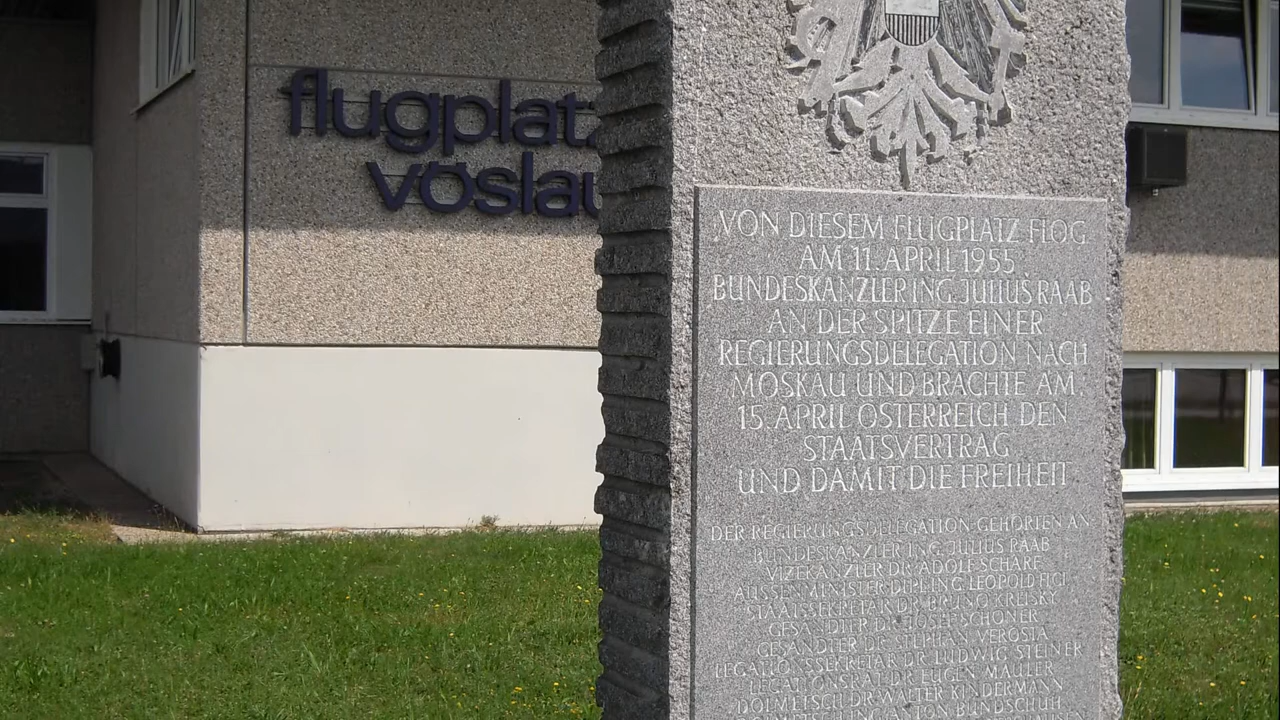 flugplatz
vöslau
VON DIESEM FLUGPLATZ FLOG
AM 11. APRIL 1955
BUNDESKANZLER ING. JULIUS RAAB
AN DER SPITZE EINER
REGIERUNGSDELEGATION NACH
MOSKAU UND BRACHTE AM
15. APRIL ÖSTERREICH DEN
STAATSVERTRAG
UND DAMIT DIE FREIHEIT
DER REGIERUNGSDELEGATION GEHÖRTEN AN
BUNDESKANZLER ING. JULIUS RAAB
VIZEKANZLER DR. ADOLF SCHÄRF
AUSSENMINISTER DIPL. ING. LEOPOLD FIGL
STAATSSEKRETÄR DR. BRUNO KREISKY
GESANDTER DR. JOSEF SCHÖNER
GESANDTER DR. STEPHAN VEROSTA
LEGATIONSSEKRETÄR DR. LUDWIG STEINER
LEGATIONSRAT DR. EUGEN MAULER
DOLMETSCH DR. WALTER KINDERMANN
ANTON BUNDSCHUH